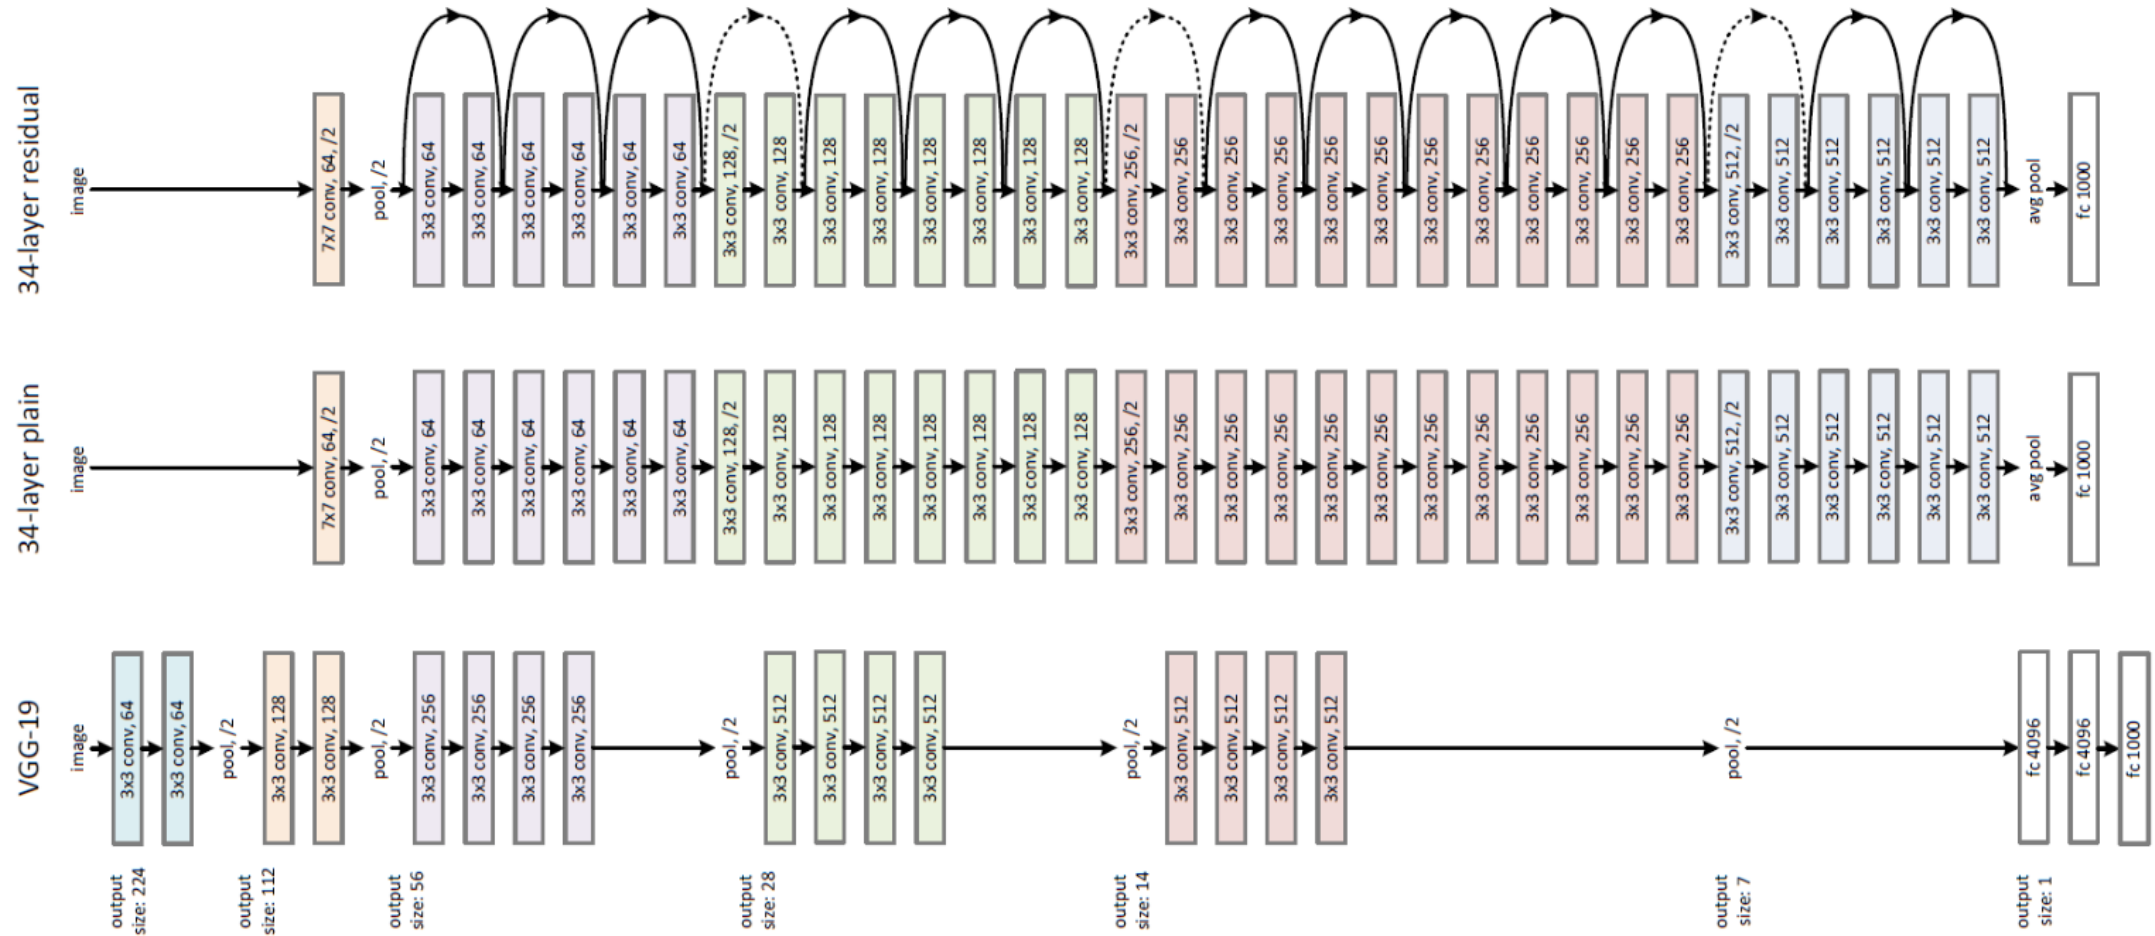 34-layer residual
image
7x7 conv, 64, /2
pool, /2
3x3 conv, 64
3x3 conv, 64
3x3 conv, 64
3x3 conv, 64
3x3 conv, 64
3x3 conv, 64
3x3 conv, 128, /2
3x3 conv, 128
3x3 conv, 128
3x3 conv, 128
3x3 conv, 128
3x3 conv, 128
3x3 conv, 128
3x3 conv, 128
3x3 conv, 256, /2
3x3 conv, 256
3x3 conv, 256
3x3 conv, 256
3x3 conv, 256
3x3 conv, 256
3x3 conv, 256
3x3 conv, 256
3x3 conv, 256
3x3 conv, 256
3x3 conv, 256
3x3 conv, 256
3x3 conv, 512, /2
3x3 conv, 512
3x3 conv, 512
3x3 conv, 512
3x3 conv, 512
3x3 conv, 512
avg pool
fc 1000
34-layer plain
image
7x7 conv, 64, /2
pool, /2
3x3 conv, 64
3x3 conv, 64
3x3 conv, 64
3x3 conv, 64
3x3 conv, 64
3x3 conv, 64
3x3 conv, 128, /2
3x3 conv, 128
3x3 conv, 128
3x3 conv, 128
3x3 conv, 128
3x3 conv, 128
3x3 conv, 128
3x3 conv, 128
3x3 conv, 256, /2
3x3 conv, 256
3x3 conv, 256
3x3 conv, 256
3x3 conv, 256
3x3 conv, 256
3x3 conv, 256
3x3 conv, 256
3x3 conv, 256
3x3 conv, 256
3x3 conv, 256
3x3 conv, 256
3x3 conv, 512, /2
3x3 conv, 512
3x3 conv, 512
3x3 conv, 512
3x3 conv, 512
3x3 conv, 512
avg pool
fc 1000
VGG-19
image
3x3 conv, 64
3x3 conv, 64
pool, /2
3x3 conv, 128
3x3 conv, 128
pool, /2
3x3 conv, 256
3x3 conv, 256
3x3 conv, 256
3x3 conv, 256
pool, /2
3x3 conv, 512
3x3 conv, 512
3x3 conv, 512
3x3 conv, 512
pool, /2
3x3 conv, 512
3x3 conv, 512
3x3 conv, 512
3x3 conv, 512
pool, /2
fc 4096
fc 4096
fc 1000
output
size: 224
output
size: 112
output
size: 56
output
size: 28
output
size: 14
output
size: 7
output
size: 1